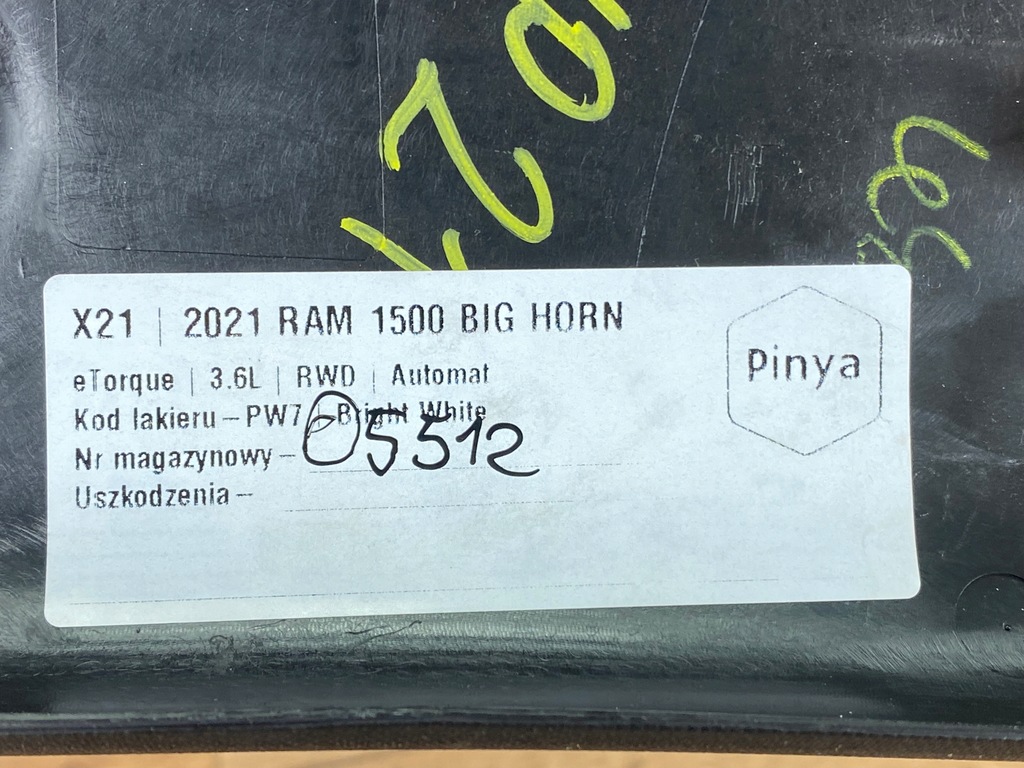 X21 | 2021 RAM 1500 BIG HORN
eTorque | 3.6L | RWD | Automat
Kod lakieru – PW7 | Bright White
Nr magazynowy – 05512
Uszkodzenia –
Pinya